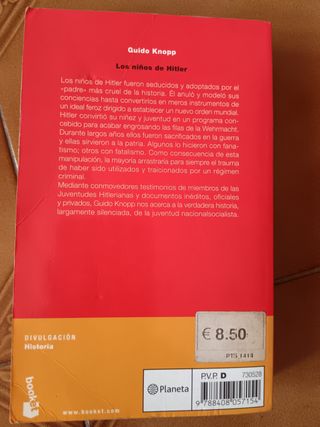 Guido Knopp
Los niños de Hitler
Los niños de Hitler fueron seducidos y adoptados por el
«padre» más cruel de la historia. Él anuló y modeló sus
conciencias hasta convertirlos en meros instrumentos de
un ideal feroz dirigido a establecer un nuevo orden mundial.
Hitler convirtió su niñez y juventud en un programa con-
cebido para acabar engrosando las filas de la Wehrmacht.
Durante largos años ellos fueron sacrificados en la guerra
y ellas sirvieron a la patria. Algunos lo hicieron con fana-
tismo; otros con fatalismo. Como consecuencia de esta
manipulación, la mayoría arrastraría para siempre el trauma
de haber sido utilizados y traicionados por un régimen
criminal.
Mediante conmovedores testimonios de miembros de las
Juventudes Hitlerianas y documentos inéditos, oficiales
y privados, Guido Knopp nos acerca a la verdadera historia,
largamente silenciada, de la juventud nacionalsocialista.
€ 8.50
PTS 1414
DIVULGACIÓN
Historia
P.V.P. D
730528
Planeta
9 788408 057154
booket
www.booket.com